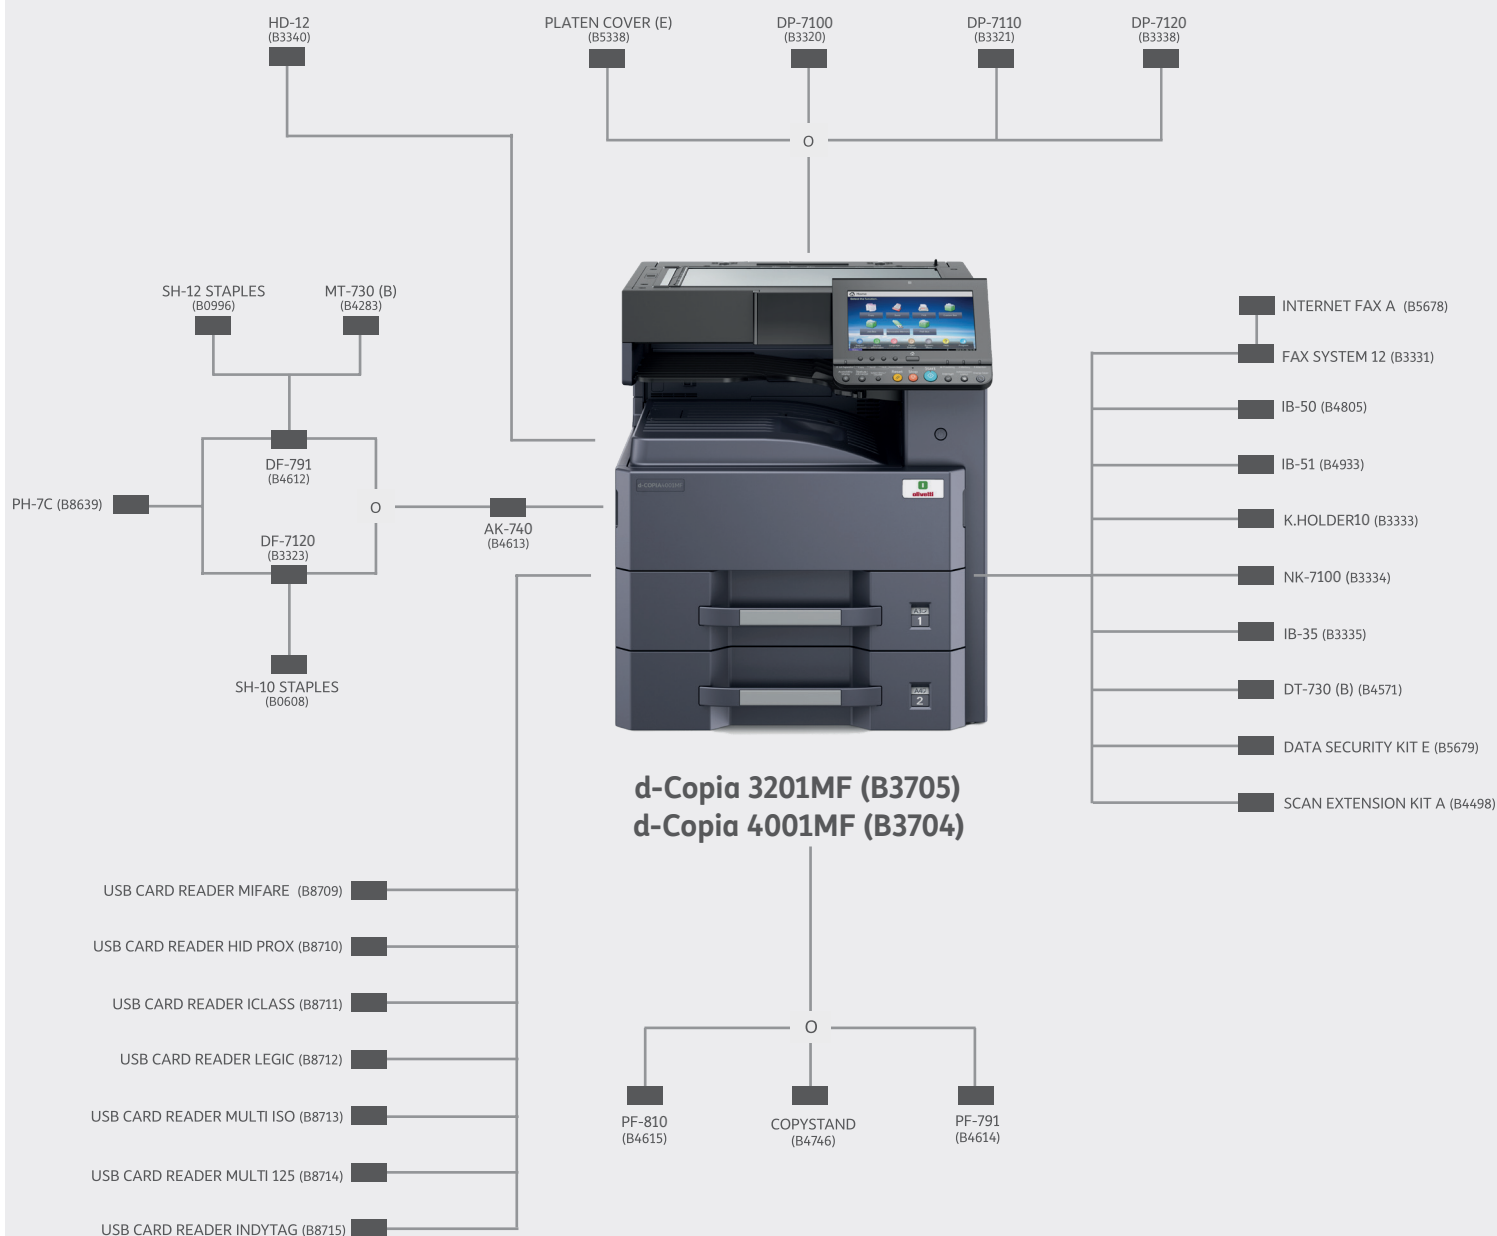 HD-12
(B3340)
PLATEN COVER (E)
(B5338)
DP-7100
(B3320)
DP-7110
(B3321)
DP-7120
(B3338)
O
SH-12 STAPLES
(B0996)
MT-730 (B)
(B4283)
DF-791
(B4612)
PH-7C (B8639)
O
AK-740
(B4613)
DF-7120
(B3323)
SH-10 STAPLES
(B0608)
olivetti
1
2
INTERNET FAX A (B5678)
FAX SYSTEM 12 (B3331)
IB-50 (B4805)
IB-51 (B4933)
K.HOLDER10 (B3333)
NK-7100 (B3334)
IB-35 (B3335)
DT-730 (B) (B4571)
DATA SECURITY KIT E (B5679)
SCAN EXTENSION KIT A (B4498)
d-Copia 3201MF (B3705)
d-Copia 4001MF (B3704)
USB CARD READER MIFARE (B8709)
USB CARD READER HID PROX (B8710)
USB CARD READER ICLASS (B8711)
USB CARD READER LEGIC (B8712)
USB CARD READER MULTI ISO (B8713)
USB CARD READER MULTI 125 (B8714)
USB CARD READER INDYTAG (B8715)
O
PF-810
(B4615)
COPYSTAND
(B4746)
PF-791
(B4614)